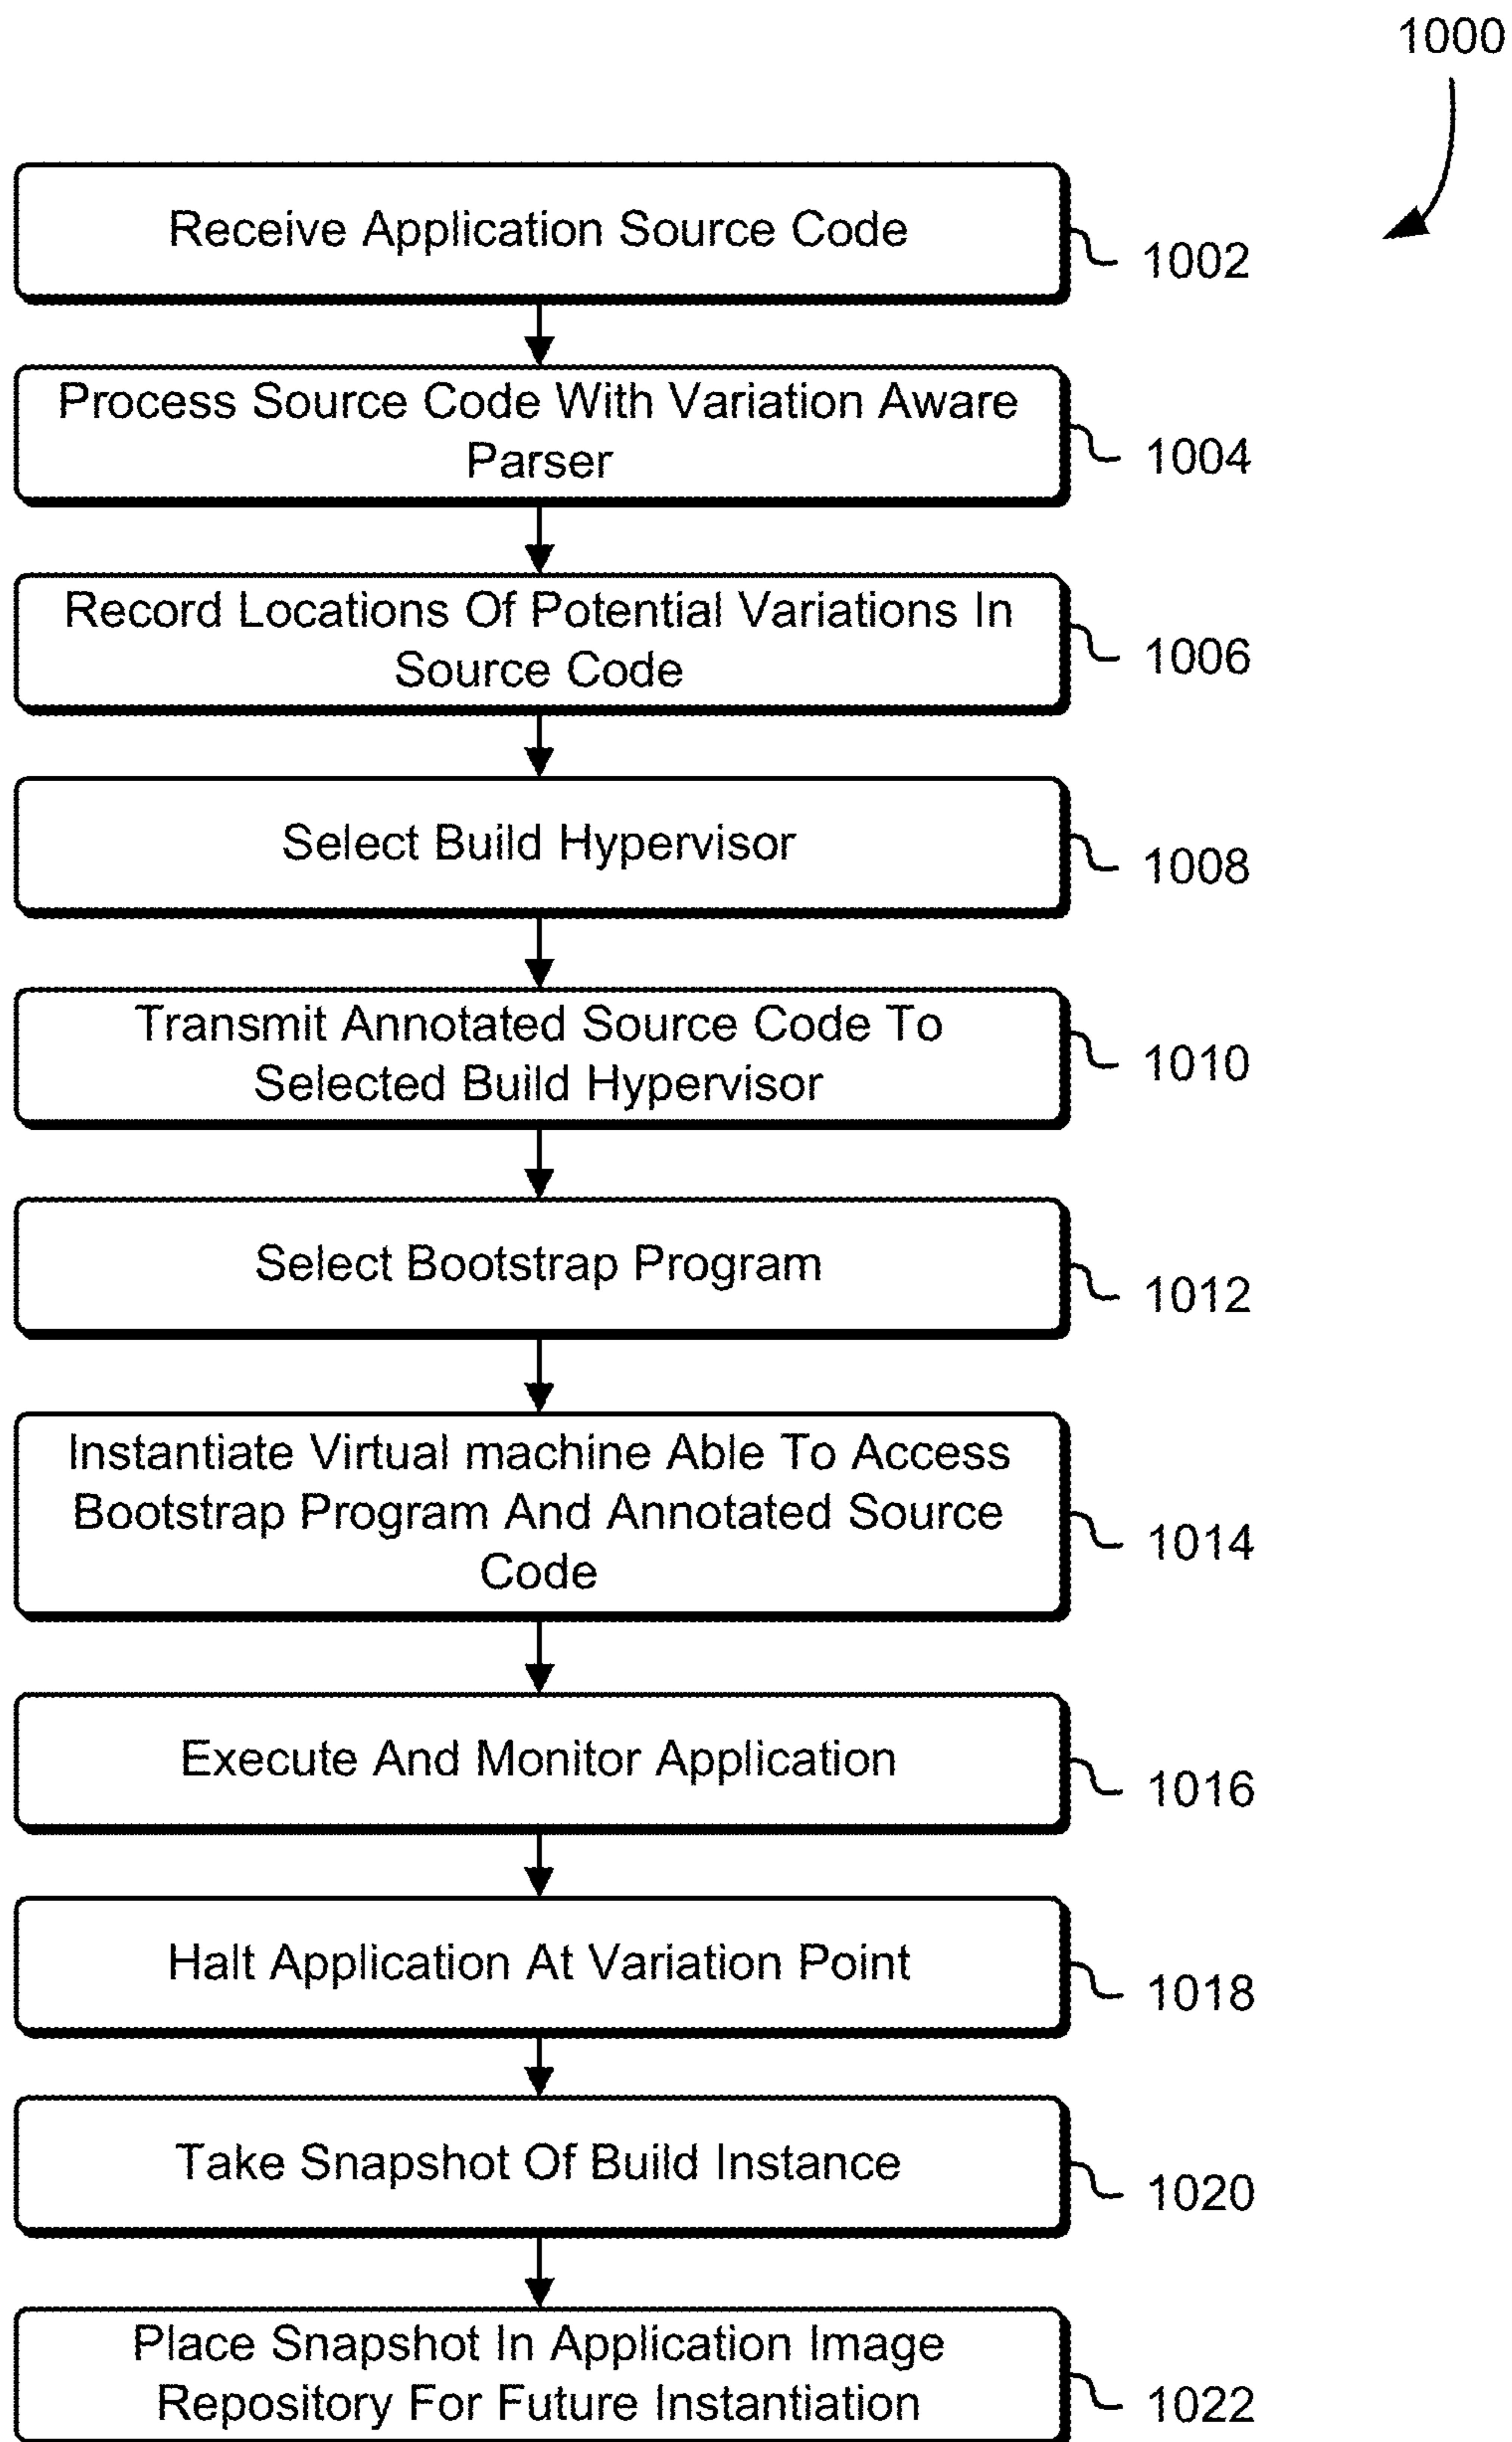 1000
Receive Application Source Code
1002
Process Source Code With Variation Aware
Parser
1004
Record Locations Of Potential Variations In
Source Code
1006
Select Build Hypervisor
1008
Transmit Annotated Source Code To
Selected Build Hypervisor
1010
Select Bootstrap Program
1012
Instantiate Virtual machine Able To Access
Bootstrap Program And Annotated Source
Code
1014
Execute And Monitor Application
1016
Halt Application At Variation Point
1018
Take Snapshot Of Build Instance
1020
Place Snapshot In Application Image
Repository For Future Instantiation
1022